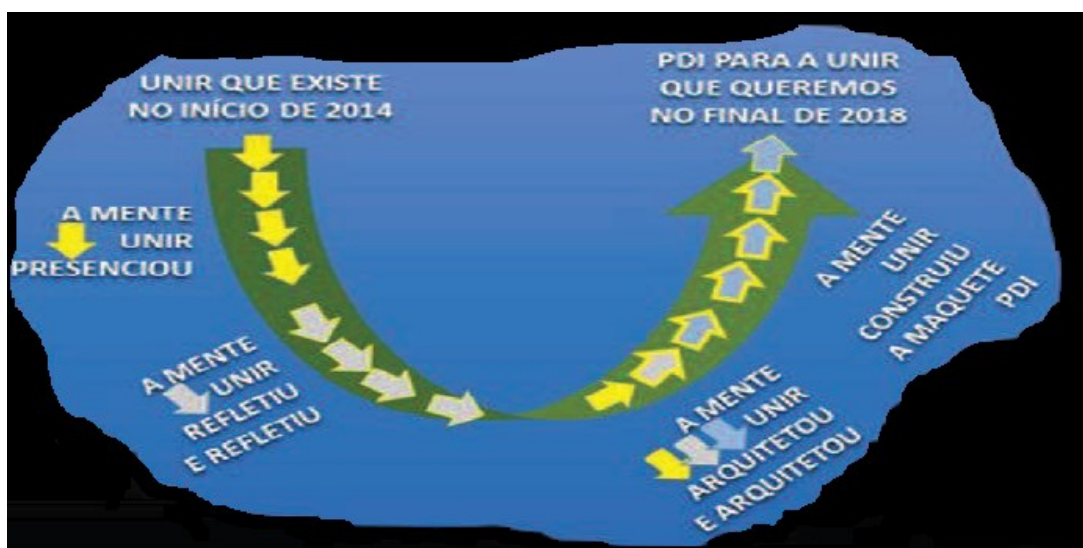 UNIR QUE EXISTE
NO INÍCIO DE 2014
PDI PARA A UNIR
QUE QUEREMOS
NO FINAL DE 2018
A MENTE
UNIR
PRESENCIOU
A MENTE
UNIR
REFLETIU
E REFLETIU
A MENTE
UNIR
ARQUITETOU
E ARQUITETOU
A MENTE
UNIR
CONSTRUIU
A MAQUETE
PDI